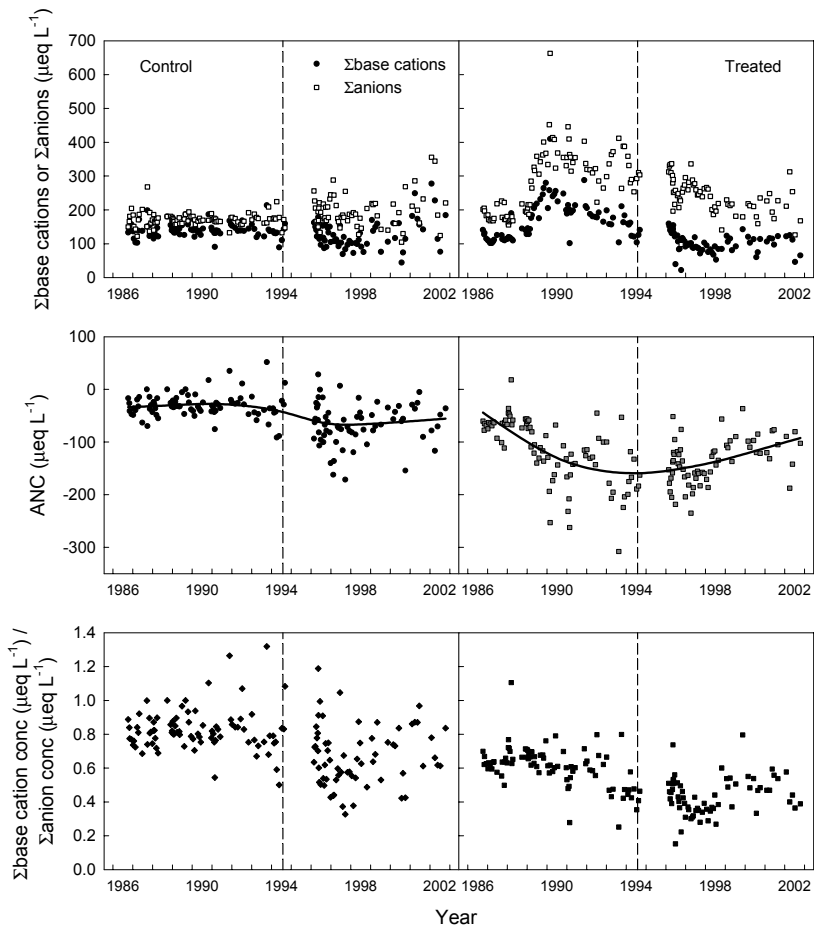 Σbase cations or Σanions (µeq L-1)
700
600
500
400
300
200
100
0
Control
Σbase cations
Σanions
Treated
1986 1990 1994 1998 2002 1986 1990 1994 1998 2002
ANC (µeq L-1)
100
0
-100
-200
-300
1986 1990 1994 1998 2002 1986 1990 1994 1998 2002
Σbase cation conc (µeq L-1) /
Σanion conc (µeq L-1)
1.4
1.2
1.0
0.8
0.6
0.4
0.2
0.0
1986 1990 1994 1998 2002 1986 1990 1994 1998 2002
Year